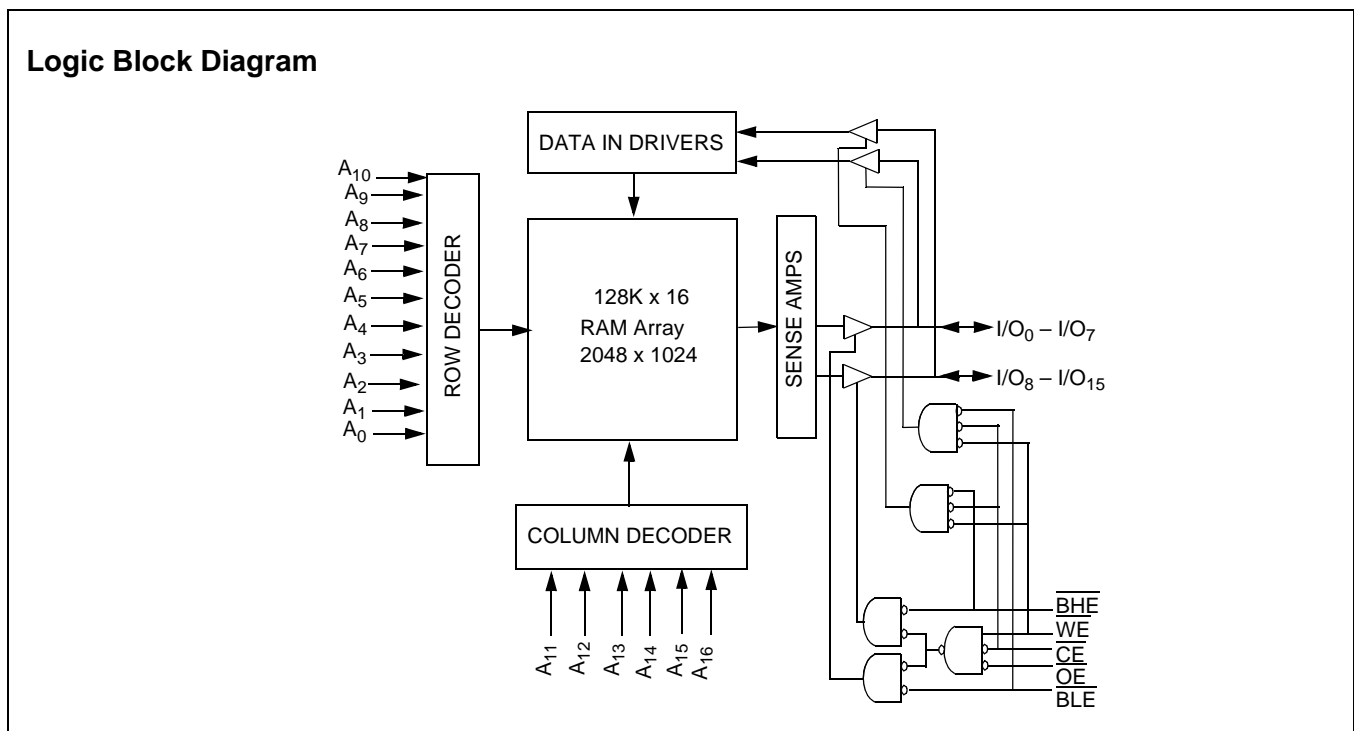 Logic Block Diagram
DATA IN DRIVERS
A10
A9
A8
A7
A6
A5
A4
A3
A2
A1
A0
ROW DECODER
128K x 16
RAM Array
2048 x 1024
SENSE AMPS
I/O0 – I/O7
I/O8 – I/O15
COLUMN DECODER
A11
A12
A13
A14
A15
A16
BHE
WE
CE
OE
BLE